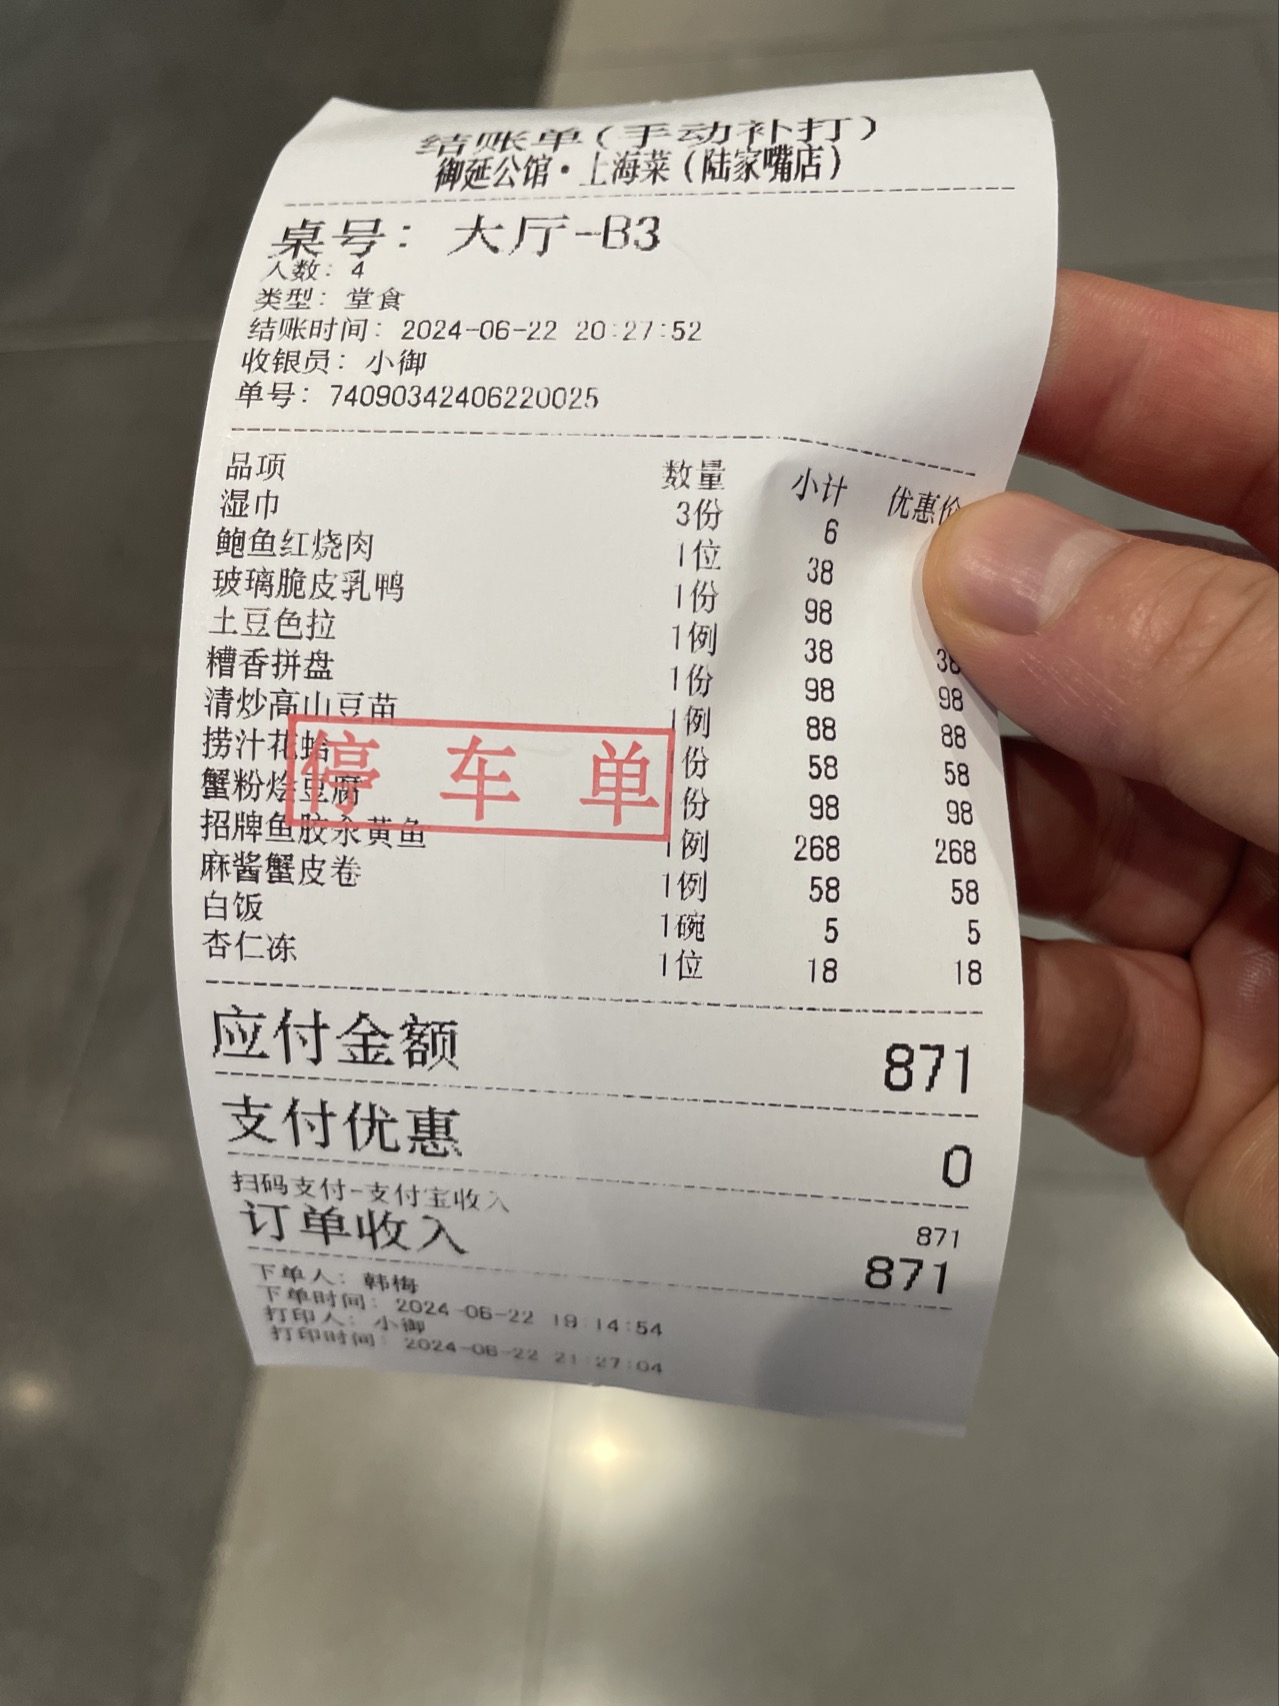 结账单(手动补打)
御延公馆·上海菜(陆家嘴店)
桌号: 大厅-B3
人数: 4
类型: 堂食
结账时间: 2024-06-22 20:27:52
收银员: 小御
单号: 74090342406220025
品项 数量 小计 优惠价
湿巾 3份 6
鲍鱼红烧肉 1位 38
玻璃脆皮乳鸭 1份 98
土豆色拉 1例 38 38
糟香拼盘 1份 98 98
清炒高山豆苗 1例 88 88
捞汁花蛤 份 58 58
蟹粉烩豆腐 份 98 98
停车单
招牌鱼胶汆黄鱼 1例 268 268
麻酱蟹皮卷 1例 58 58
白饭 1碗 5 5
杏仁冻 1位 18 18
应付金额 871
支付优惠 0
扫码支付-支付宝收入 871
订单收入 871
下单人: 韩梅
下单时间: 2024-06-22 19:14:54
打印人: 小御
打印时间: 2024-06-22 21:27:04